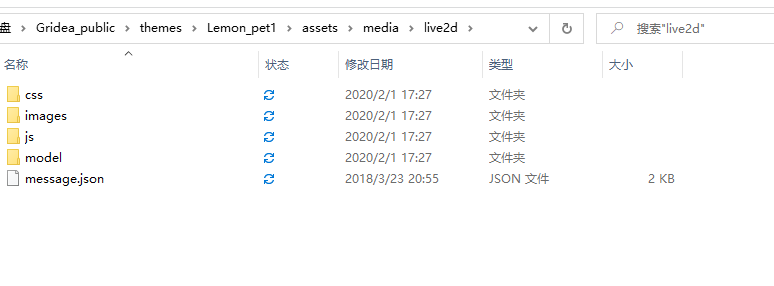 盘 › Gridea_public › themes › Lemon_pet1 › assets › media › live2d › 搜索"live2d"
名称 状态 修改日期 类型 大小
css 2020/2/1 17:27 文件夹
images 2020/2/1 17:27 文件夹
js 2020/2/1 17:27 文件夹
model 2020/2/1 17:27 文件夹
message.json 2018/3/23 20:55 JSON 文件 2 KB